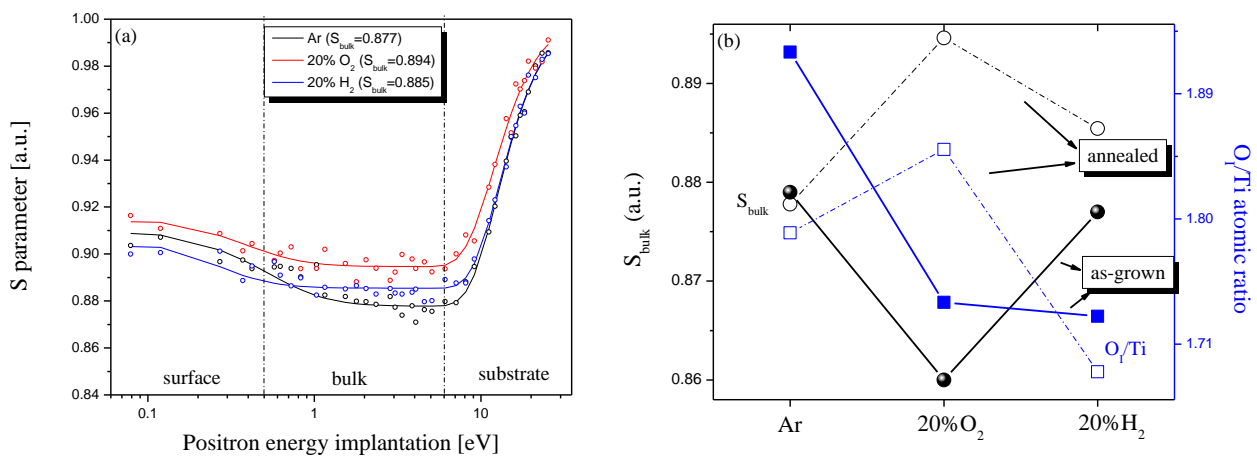 (a)
Ar (S_bulk=0.877)
20% O₂ (S_bulk=0.894)
20% H₂ (S_bulk=0.885)
S parameter [a.u.]
1.00
0.98
0.96
0.94
0.92
0.90
0.88
0.86
0.84
surface
bulk
substrate
0.1
1
10
Positron energy implantation [eV]
(b)
S_bulk (a.u.)
0.89
0.88
0.87
0.86
S_bulk
annealed
as-grown
O_I/Ti
1.89
1.80
1.71
O_I/Ti atomic ratio
Ar
20%O₂
20%H₂